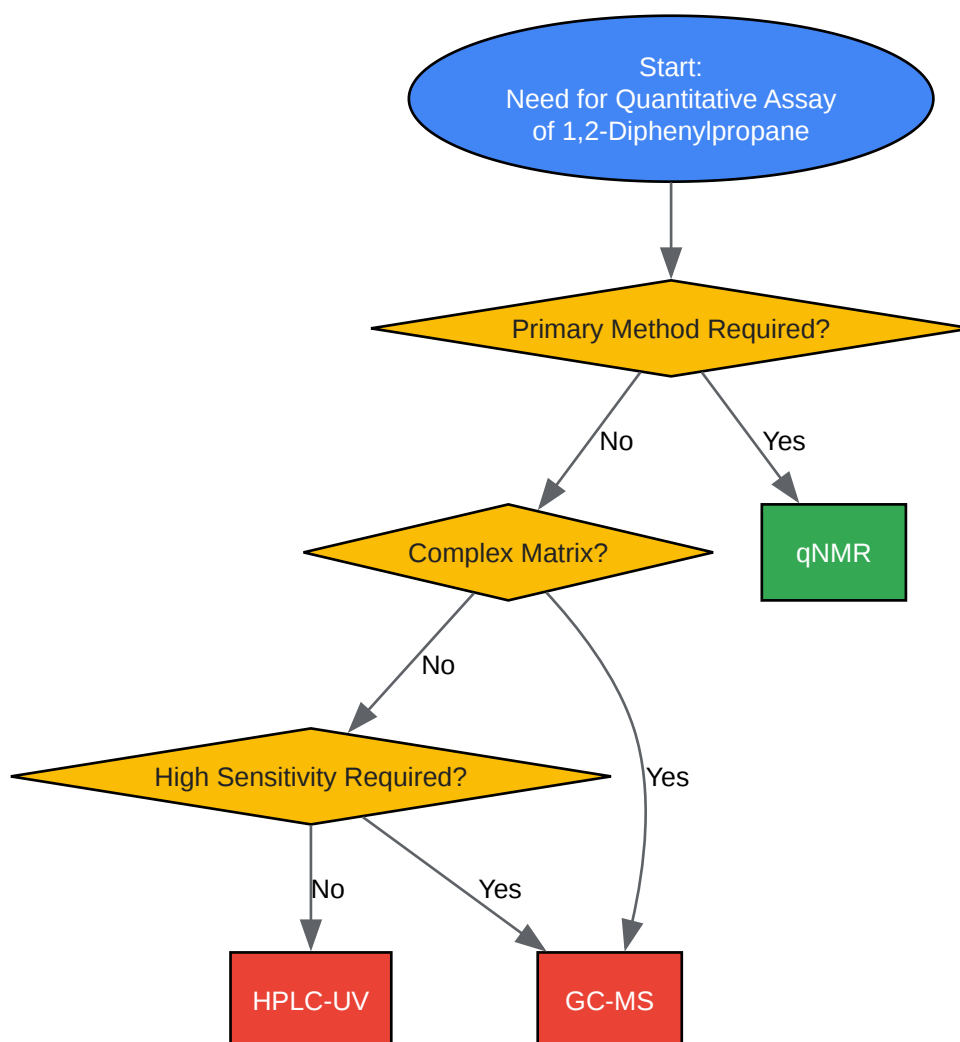 Start:
Need for Quantitative Assay
of 1,2-Diphenylpropane
Primary Method Required?
No
Yes
Complex Matrix?
qNMR
No
Yes
High Sensitivity Required?
No
Yes
HPLC-UV
GC-MS